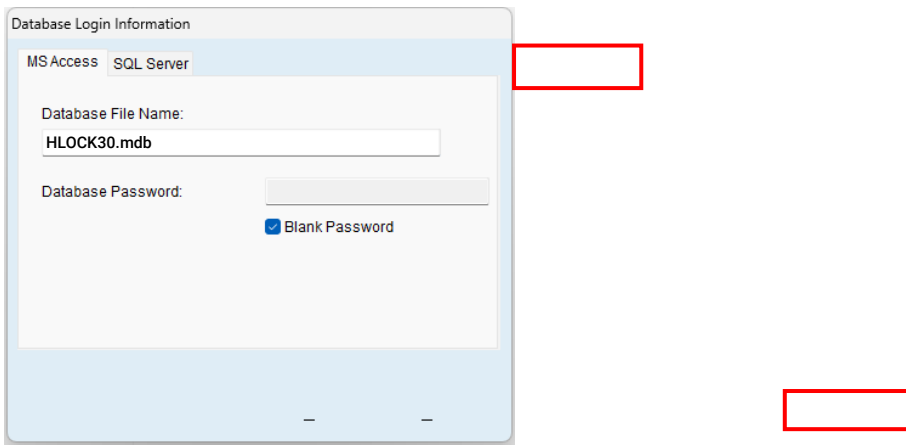 Database Login Information
MS Access SQL Server
Database File Name:
HLOCK30.mdb
Database Password:
Blank Password